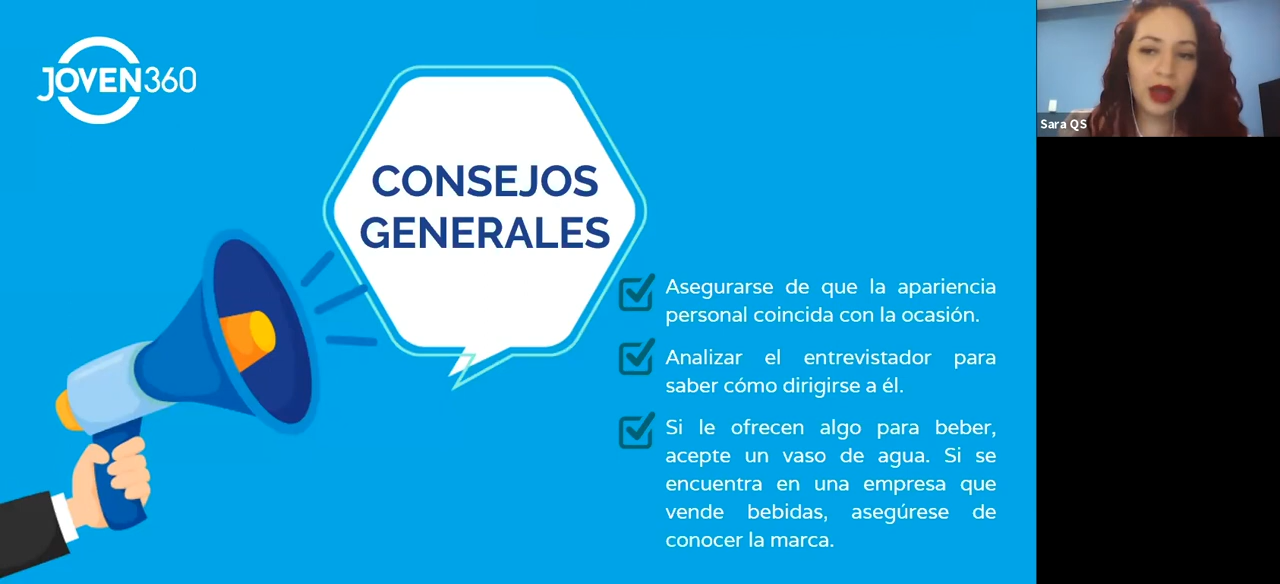 JOVEN360
Sara QS
CONSEJOS
GENERALES
Asegurarse de que la apariencia
personal coincida con la ocasión.
Analizar el entrevistador para
saber cómo dirigirse a él.
Si le ofrecen algo para beber,
acepte un vaso de agua. Si se
encuentra en una empresa que
vende bebidas, asegúrese de
conocer la marca.